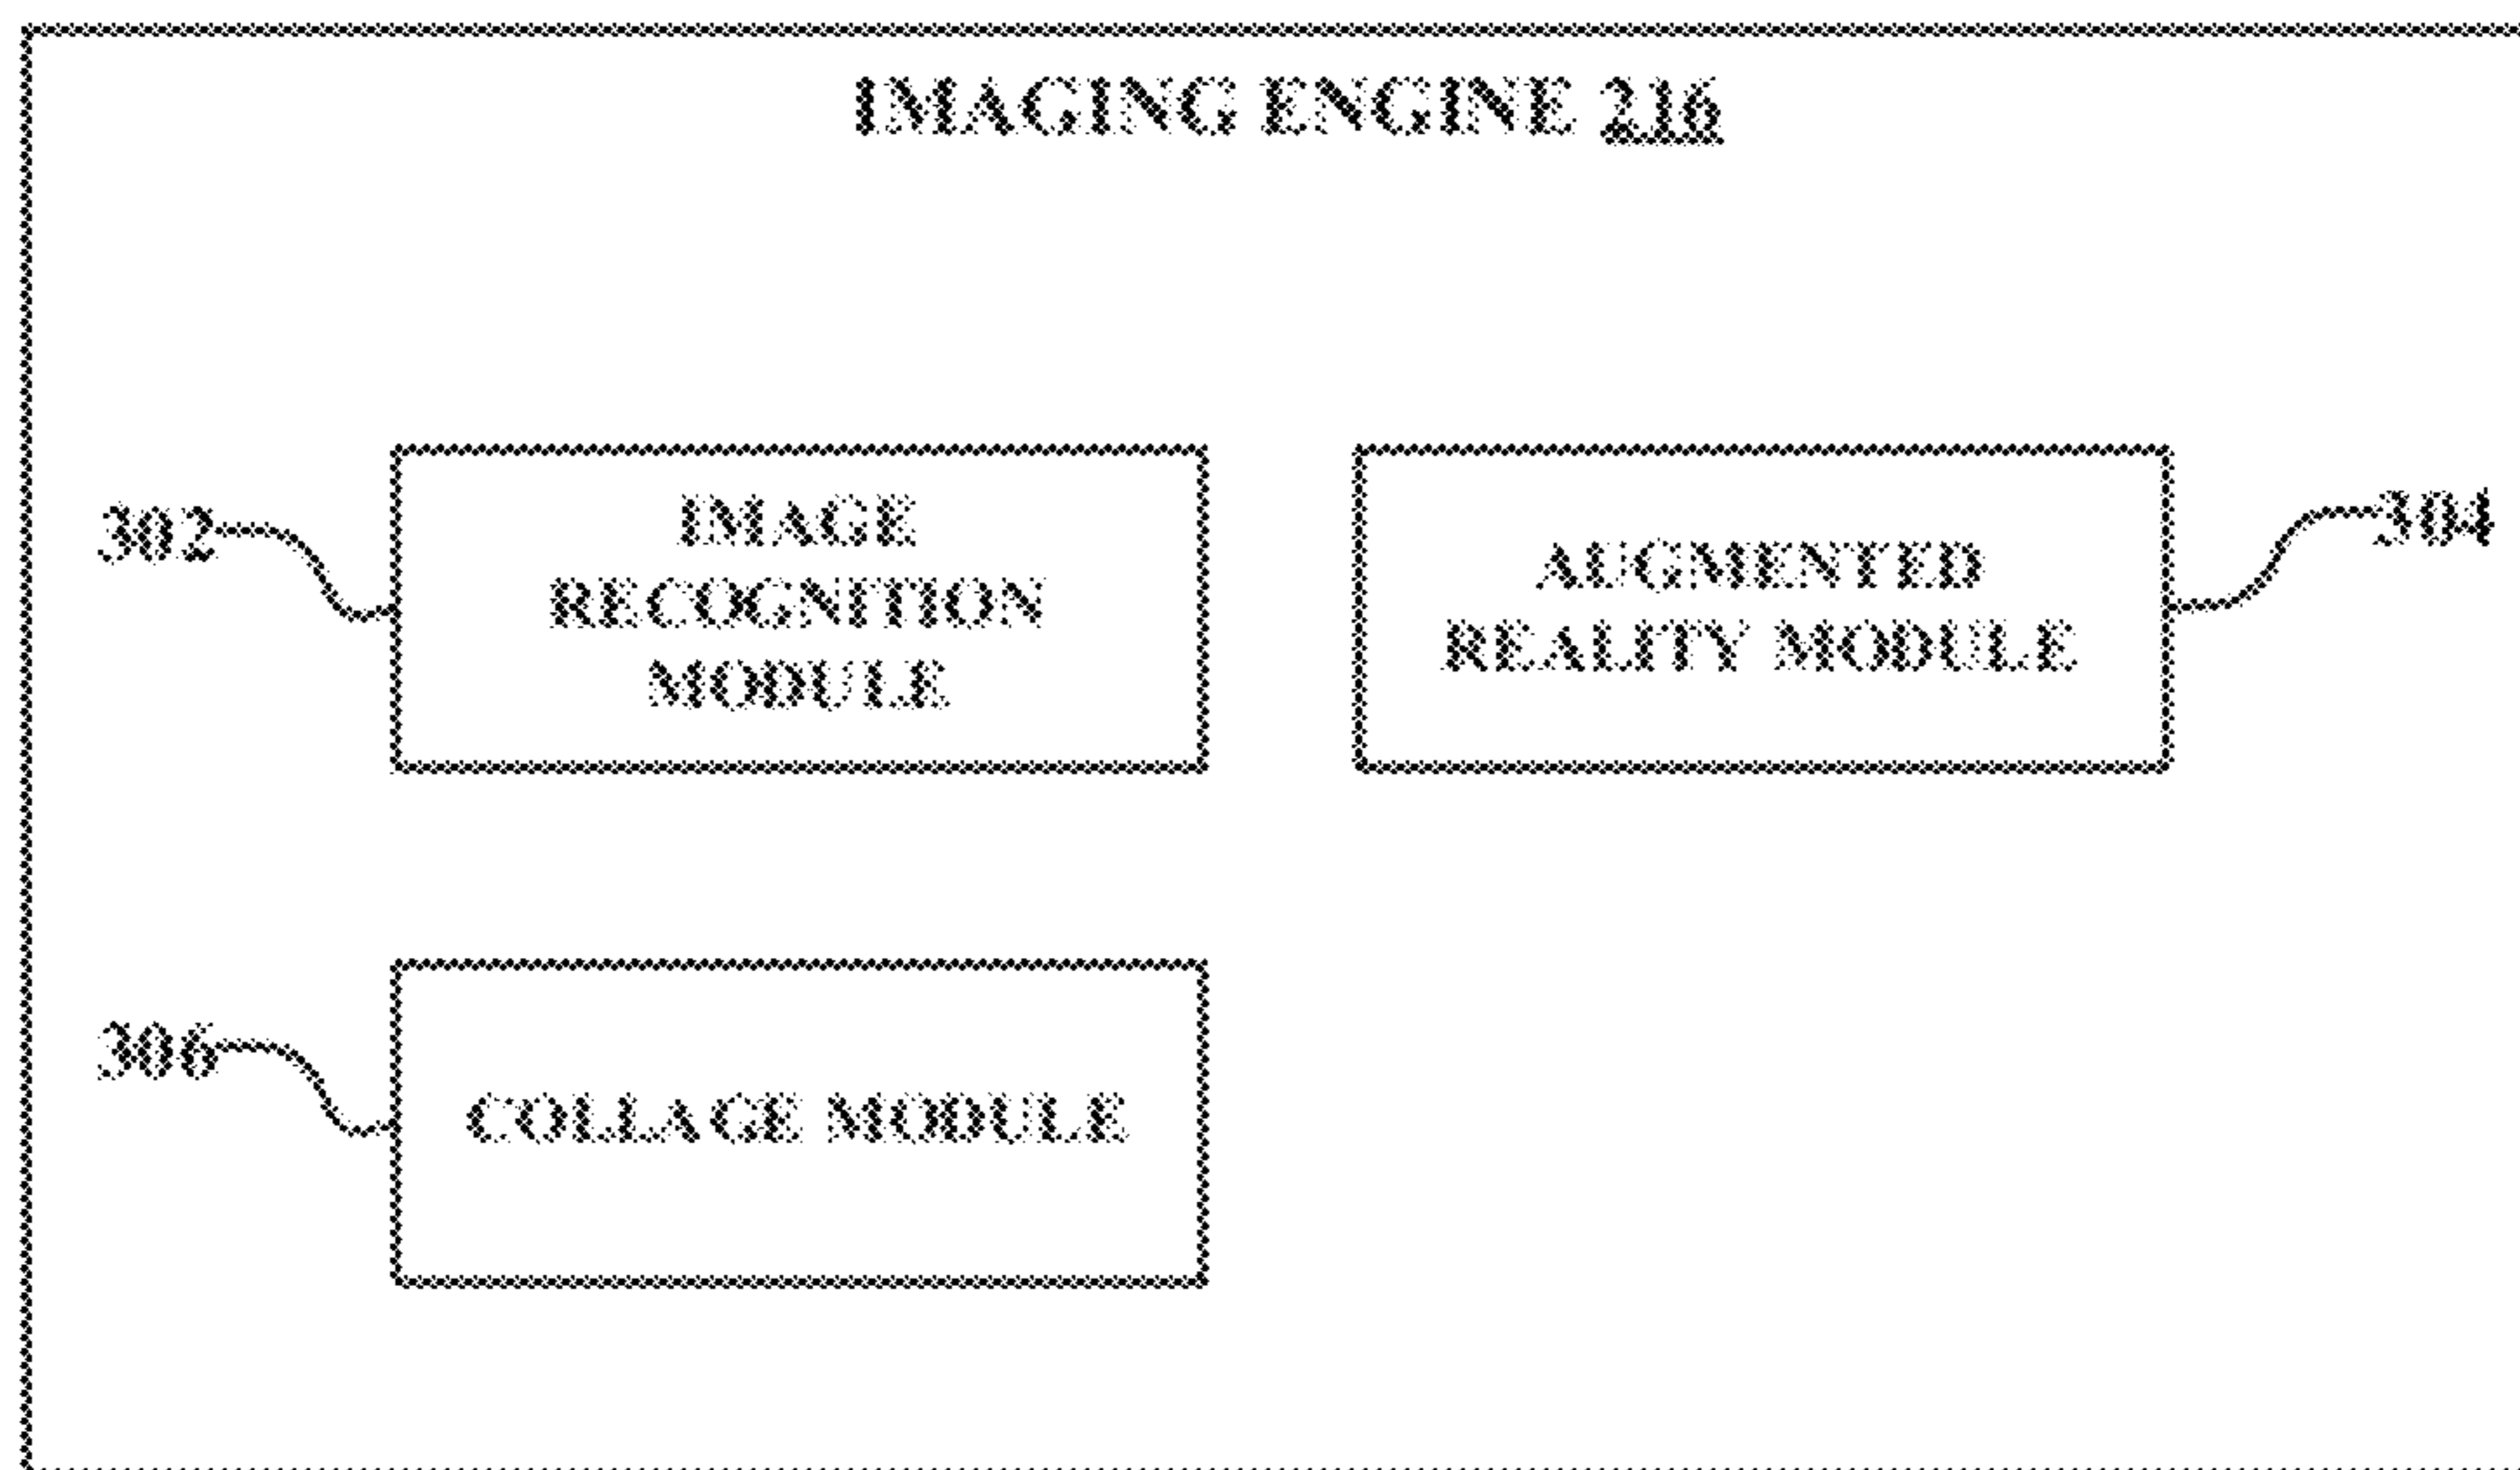 IMAGING ENGINE 216
302
IMAGE
RECOGNITION
MODULE
AUGMENTED
REALITY MODULE
304
306
COLLAGE MODULE